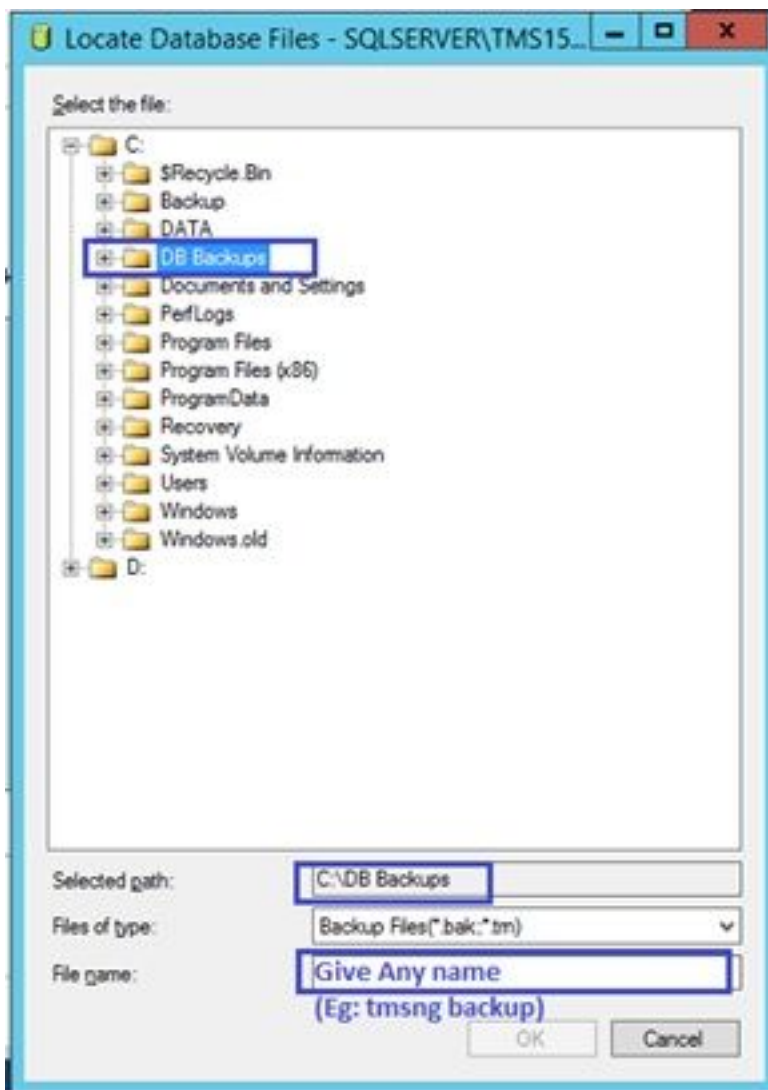 Locate Database Files - SQLSERVER\TMS15...
Select the file:
C:
$Recycle.Bin
Backup
DATA
DB Backups
Documents and Settings
PerfLogs
Program Files
Program Files (x86)
ProgramData
Recovery
System Volume Information
Users
Windows
Windows.old
D:
Selected path: C:\DB Backups
Files of type: Backup Files(*.bak;*.trn)
File name: Give Any name
(Eg: tmsng backup)
OK Cancel